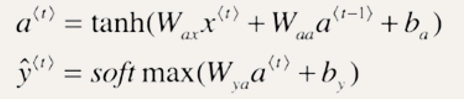 a^{⟨t⟩} = tanh(W_{ax}x^{⟨t⟩} + W_{aa}a^{⟨t−1⟩} + b_a)
ŷ^{⟨t⟩} = soft max(W_{ya}a^{⟨t⟩} + b_y)